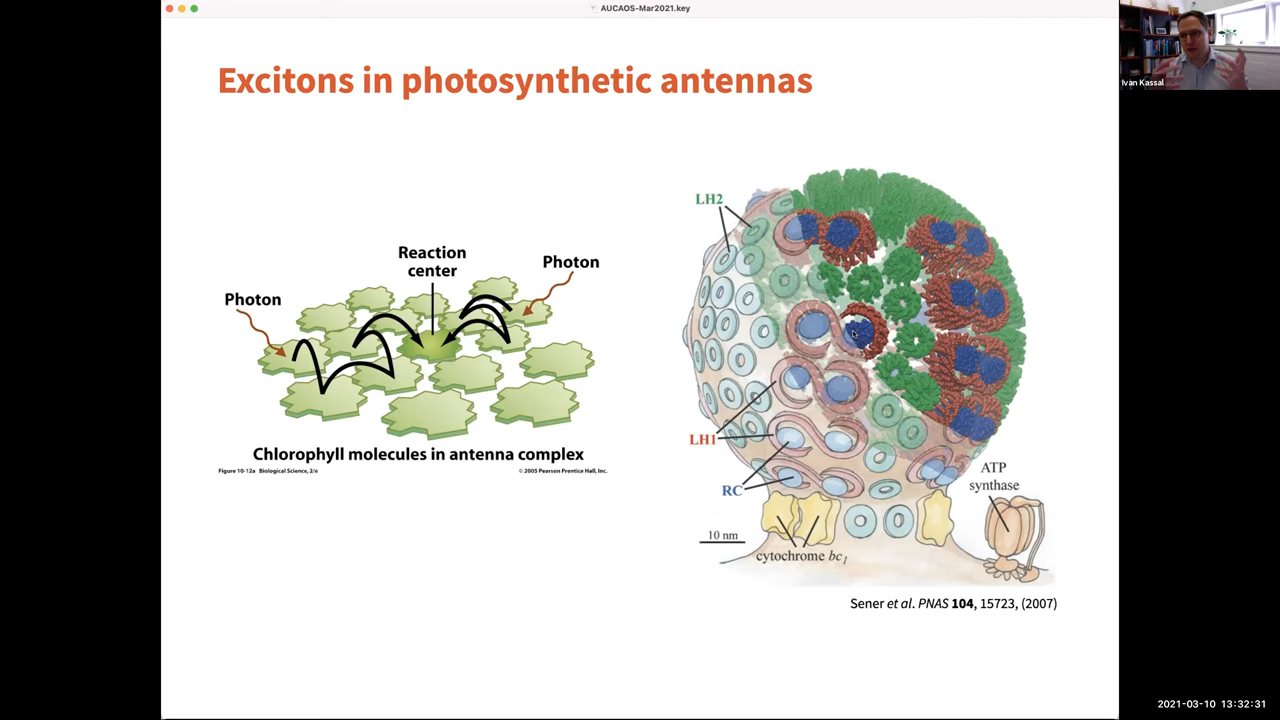 AUCAOS-Mar2021.key
Ivan Kassal
Excitons in photosynthetic antennas
Reaction
center
Photon
Photon
Chlorophyll molecules in antenna complex
Figure 10-12a Biological Science, 2/e
© 2005 Pearson Prentice Hall, Inc.
LH2
LH1
RC
ATP
synthase
10 nm
cytochrome bc1
Sener et al. PNAS 104, 15723, (2007)
2021-03-10 13:32:31